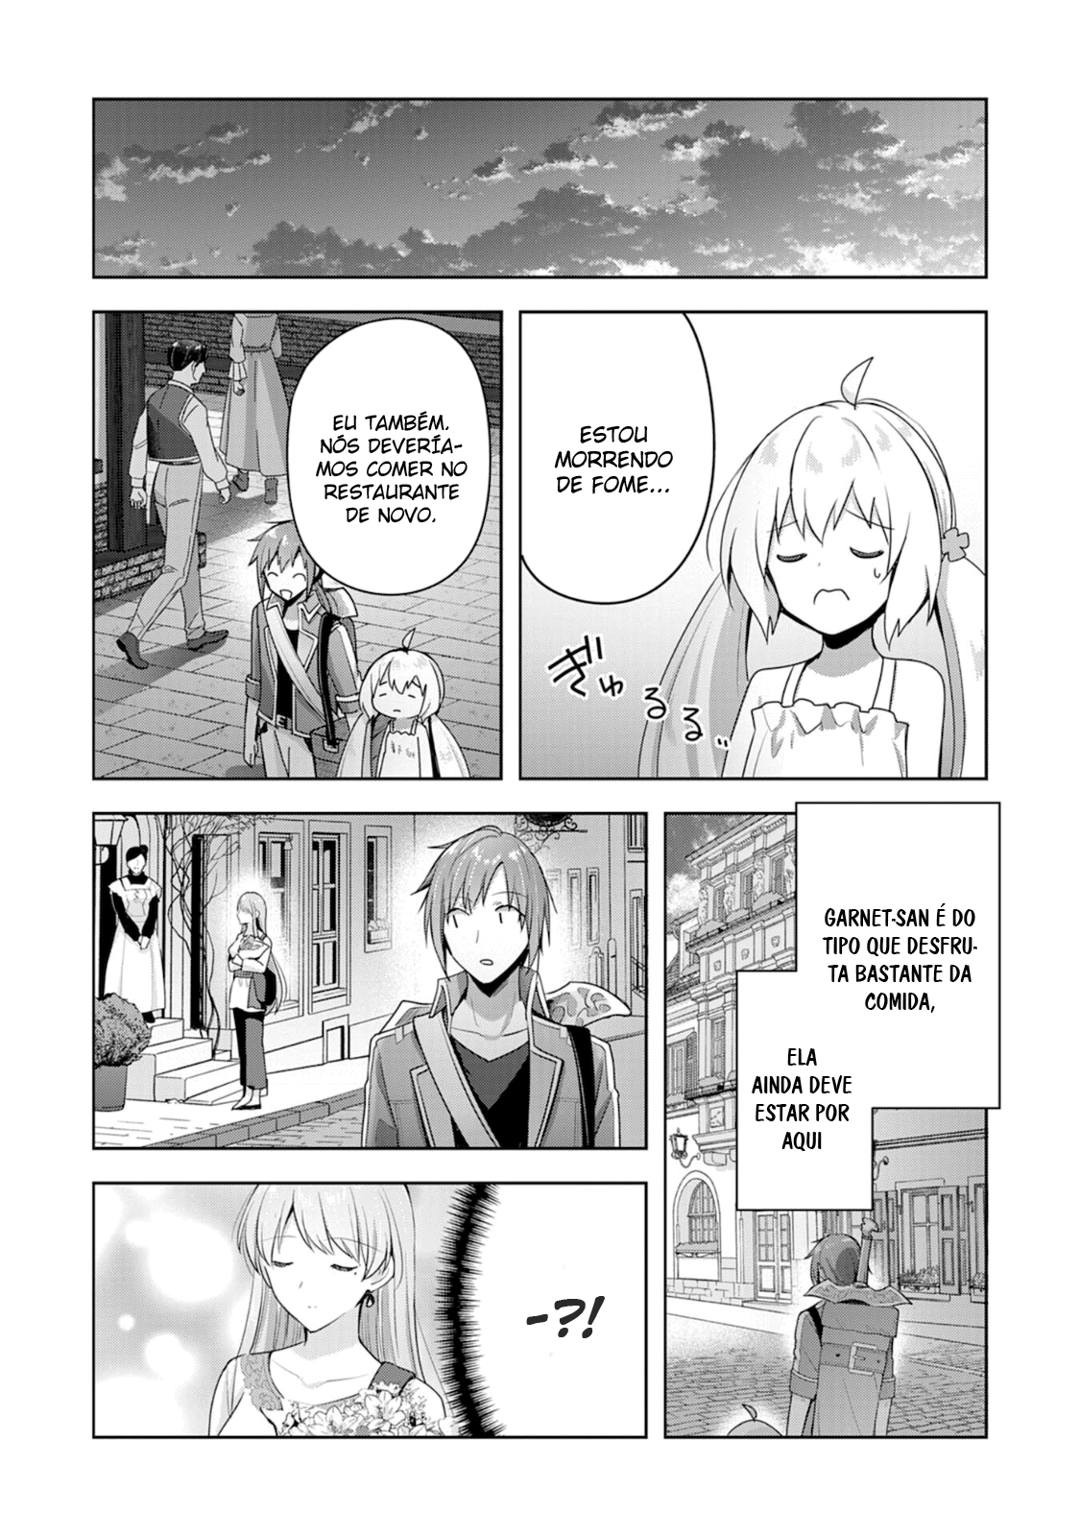 ESTOU
MORRENDO
DE FOME...
ぎゅるるる..
EU TAMBÉM.
NÓS DEVERÍA-
MOS COMER NO
RESTAURANTE
DE NOVO.
GARNET-SAN É DO
TIPO QUE DESFRU-
TA BASTANTE DA
COMIDA,
ELA
AINDA DEVE
ESTAR POR
AQUI
-?!